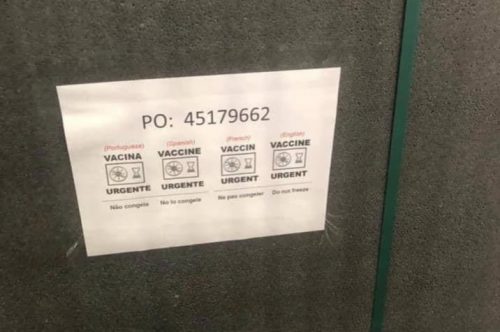 PO: 45179662
(Portuguese) (Spanish) (French) (English)
VACINA VACCINE VACCIN VACCINE
URGENTE URGENTE URGENT URGENT
Não congele No lo congele Ne pas congeler Do not freeze